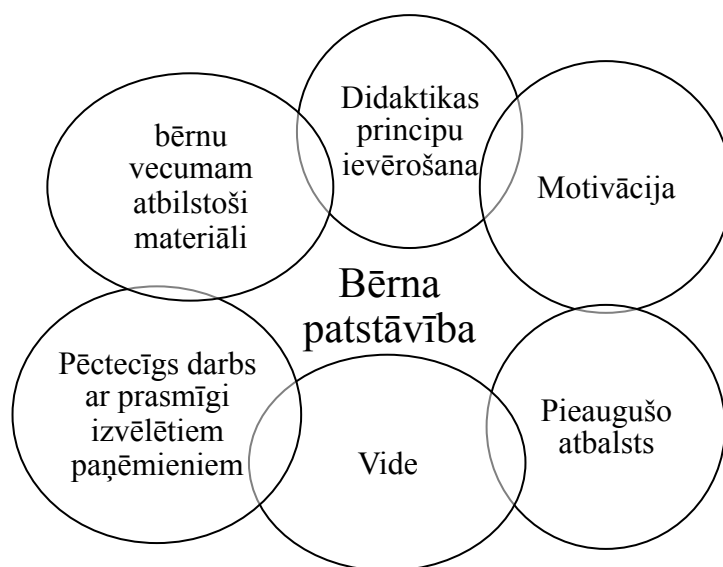 Didaktikas
principu
ievērošana
bērnu
vecumam
atbilstoši
materiāli
Motivācija
Bērna
patstāvība
Pēctecīgs darbs
ar prasmīgi
izvēlētiem
paņēmieniem
Vide
Pieaugušo
atbalsts